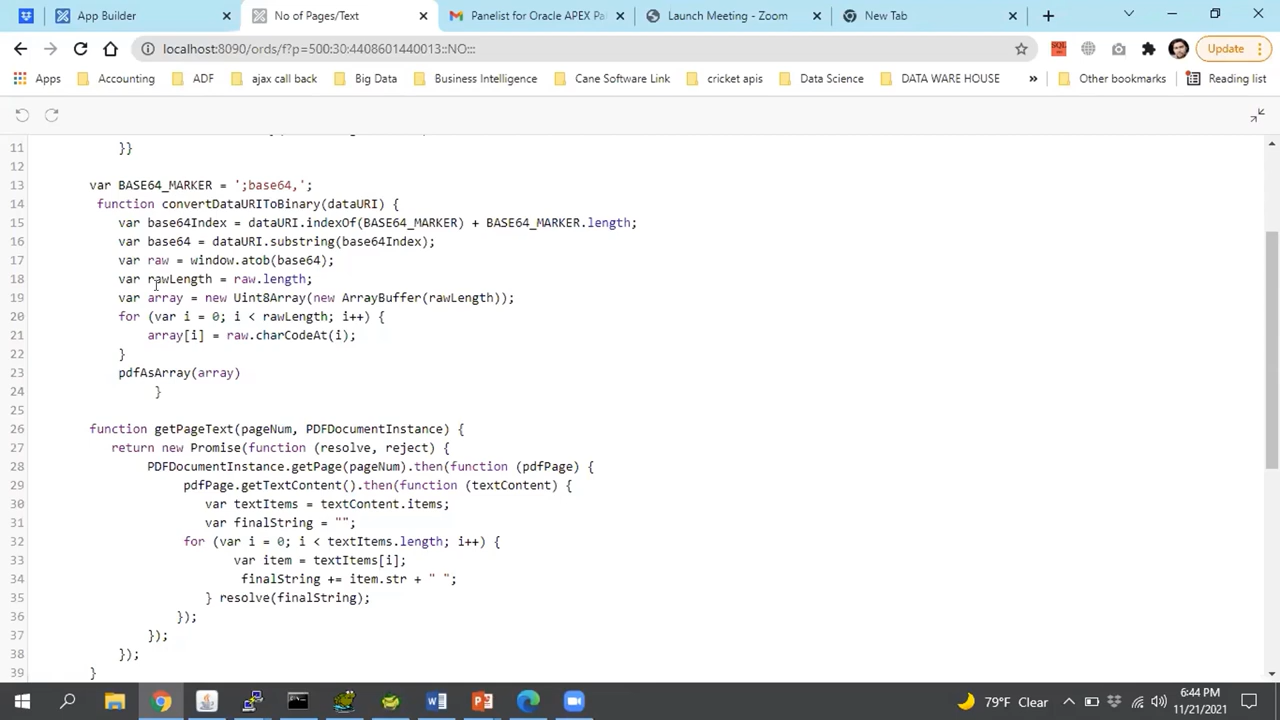 App Builder
No of Pages/Text
Panelist for Oracle APEX Pa
Launch Meeting - Zoom
New Tab
localhost:8090/ords/f?p=500:30:4408601440013::NO:::
Update
Apps
Accounting
ADF
ajax call back
Big Data
Business Intelligence
Cane Software Link
cricket apis
Data Science
DATA WARE HOUSE
»
Other bookmarks
Reading list
11 }}
12
13 var BASE64_MARKER = ';base64,';
14 function convertDataURIToBinary(dataURI) {
15 var base64Index = dataURI.indexOf(BASE64_MARKER) + BASE64_MARKER.length;
16 var base64 = dataURI.substring(base64Index);
17 var raw = window.atob(base64);
18 var rawLength = raw.length;
19 var array = new Uint8Array(new ArrayBuffer(rawLength));
20 for (var i = 0; i < rawLength; i++) {
21 array[i] = raw.charCodeAt(i);
22 }
23 pdfAsArray(array)
24 }
25
26 function getPageText(pageNum, PDFDocumentInstance) {
27 return new Promise(function (resolve, reject) {
28 PDFDocumentInstance.getPage(pageNum).then(function (pdfPage) {
29 pdfPage.getTextContent().then(function (textContent) {
30 var textItems = textContent.items;
31 var finalString = "";
32 for (var i = 0; i < textItems.length; i++) {
33 var item = textItems[i];
34 finalString += item.str + " ";
35 } resolve(finalString);
36 });
37 });
38 });
39 }
79°F Clear
6:44 PM
11/21/2021